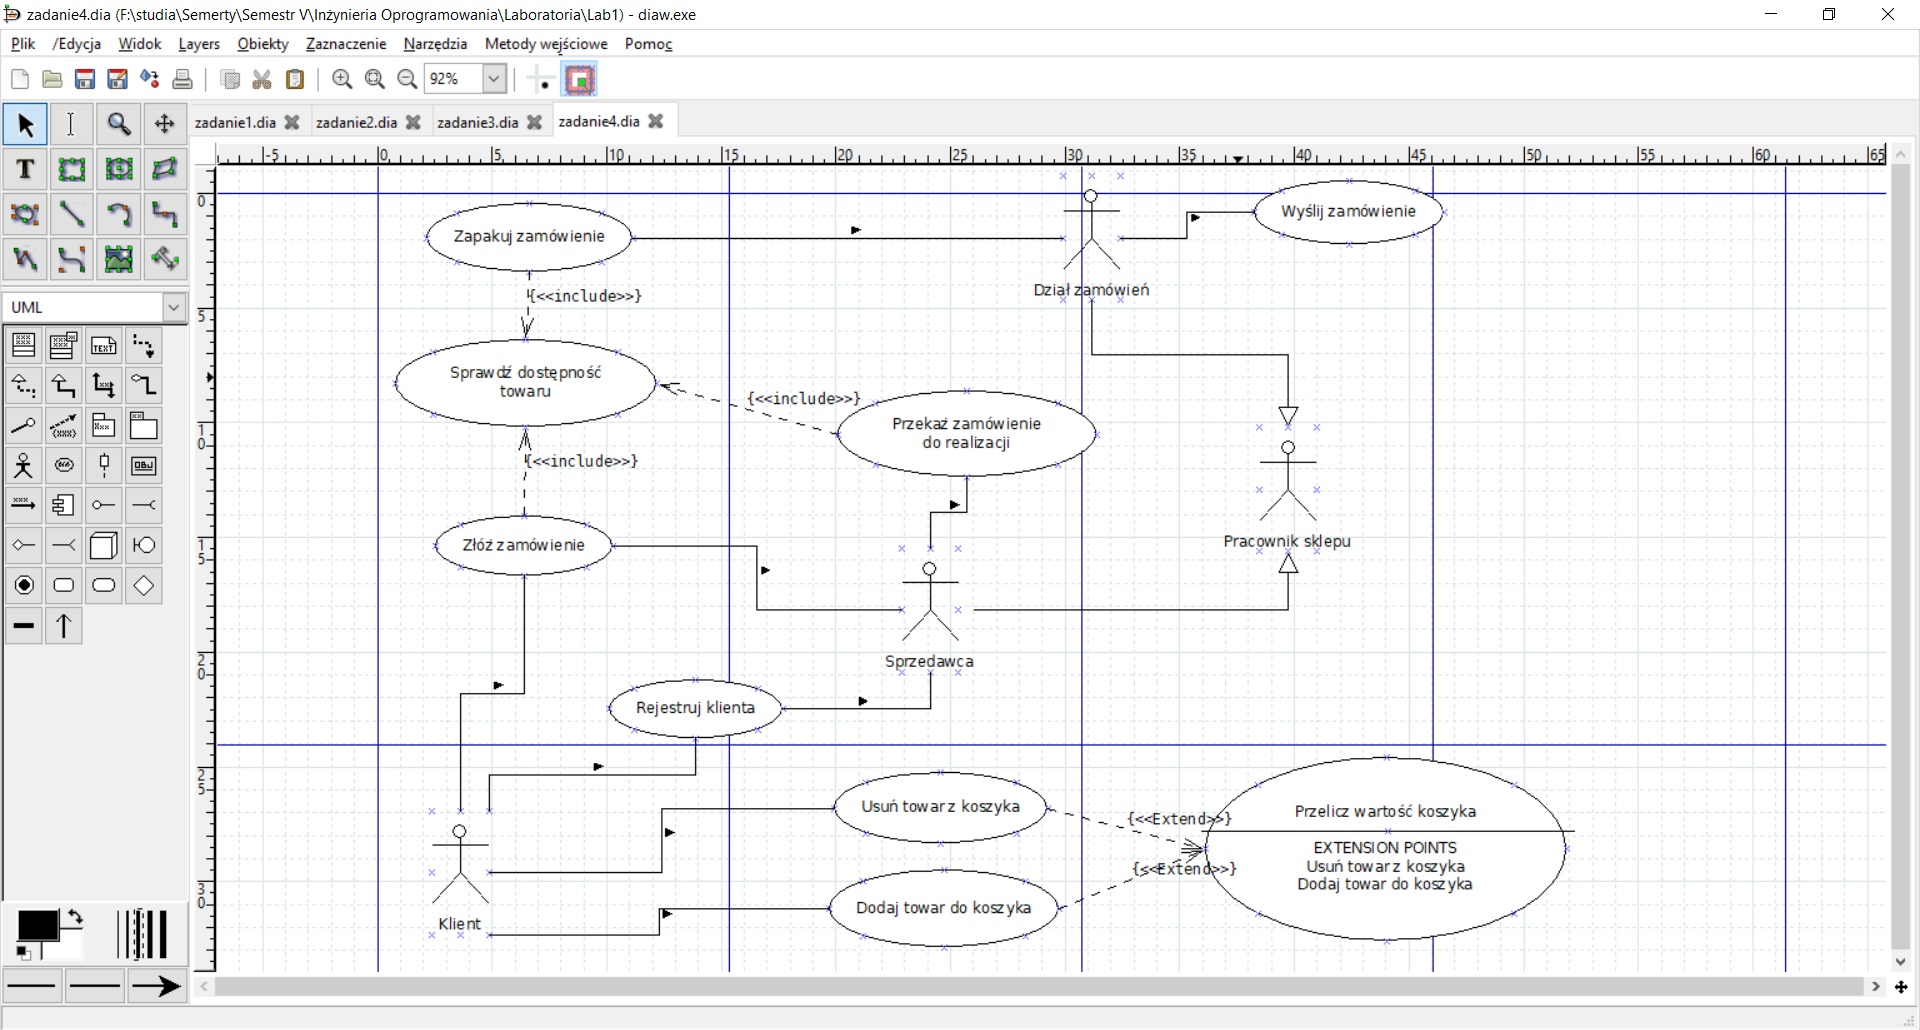 zadanie4.dia (F:\studia\Semerty\Semestr V\Inżynieria Oprogramowania\Laboratoria\Lab1) - diaw.exe
Plik /Edycja Widok Layers Obiekty Zaznaczenie Narzędzia Metody wejściowe Pomoc
92%
zadanie1.dia zadanie2.dia zadanie3.dia zadanie4.dia
-5 0 5 10 15 20 25 30 35 40 45 50 55 60 65
T
UML
TEXT
OBJ
0
5
10
15
20
25
30
Zapakuj zamówienie
Wyślij zamówienie
Dział zamówień
{<<include>>}
Sprawdź dostępność
towaru
{<<include>>}
Przekaż zamówienie
do realizacji
{<<include>>}
Złóż zamówienie
Pracownik sklepu
Sprzedawca
Rejestruj klienta
Usuń towar z koszyka
{<<Extend>>}
Przelicz wartość koszyka
EXTENSION POINTS
Usuń towar z koszyka
Dodaj towar do koszyka
{<<Extend>>}
Dodaj towar do koszyka
Klient